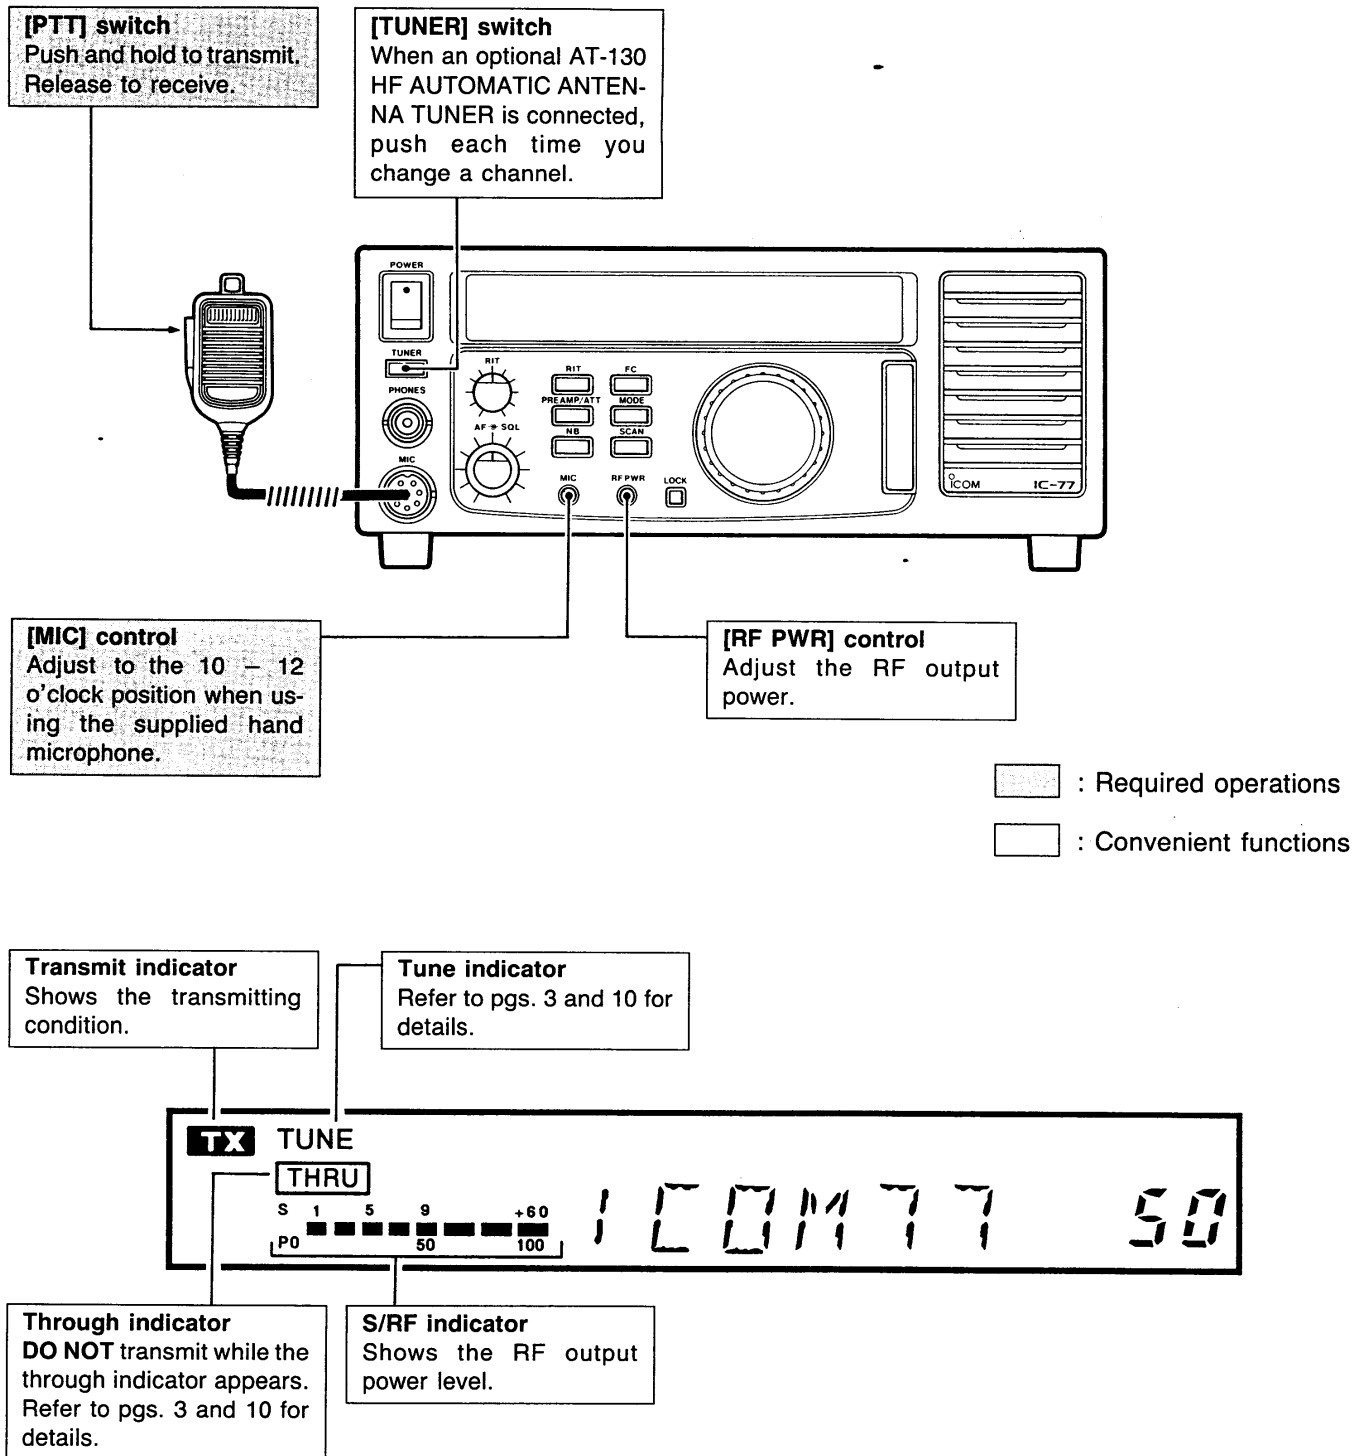 [PTT] switch
Push and hold to transmit.
Release to receive.
[TUNER] switch
When an optional AT-130
HF AUTOMATIC ANTEN-
NA TUNER is connected,
push each time you
change a channel.
POWER
TUNER
PHONES
MIC
RIT
AF SQL
RIT
FC
PREAMP/ATT
MODE
NB
SCAN
MIC
RF PWR
LOCK
ICOM
IC-77
[MIC] control
Adjust to the 10 – 12
o'clock position when us-
ing the supplied hand
microphone.
[RF PWR] control
Adjust the RF output
power.
: Required operations
: Convenient functions
Transmit indicator
Shows the transmitting
condition.
Tune indicator
Refer to pgs. 3 and 10 for
details.
TX TUNE
THRU
S 1 5 9 +60
PO 50 100
ICOM77 50
Through indicator
DO NOT transmit while the
through indicator appears.
Refer to pgs. 3 and 10 for
details.
S/RF indicator
Shows the RF output
power level.